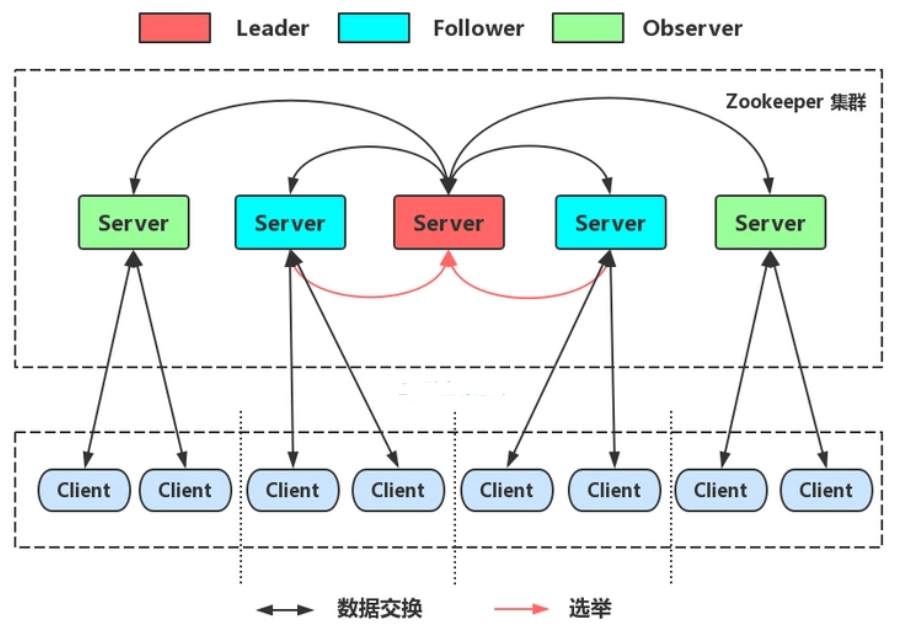 Leader Follower Observer
Zookeeper 集群
Server Server Server Server Server
Client Client Client Client Client Client Client Client
数据交换 选举